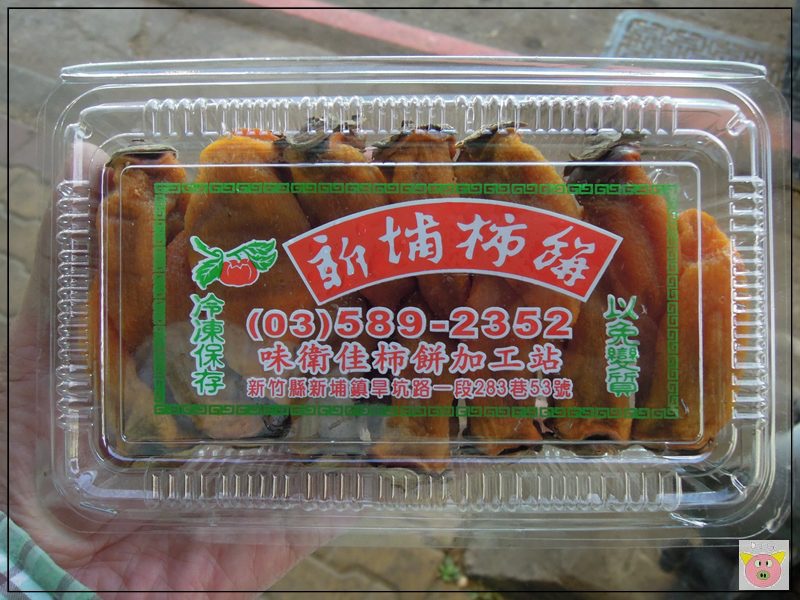 新埔柿餅
(03)589-2352
味衛佳柿餅加工站
新竹縣新埔鎮旱坑路一段283巷53號
冷凍保存
以免變質